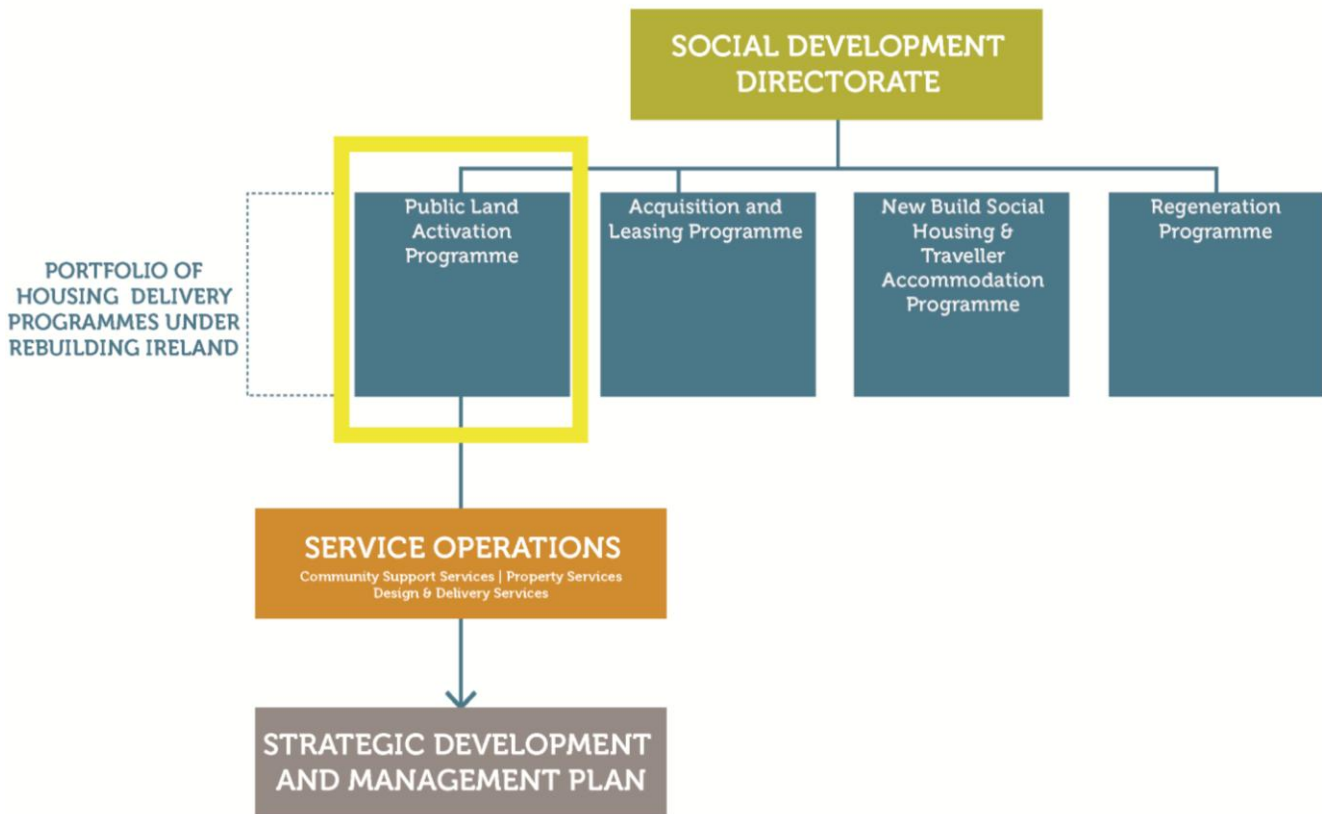 SOCIAL DEVELOPMENT
DIRECTORATE
PORTFOLIO OF
HOUSING DELIVERY
PROGRAMMES UNDER
REBUILDING IRELAND
Public Land
Activation
Programme
Acquisition and
Leasing Programme
New Build Social
Housing &
Traveller
Accommodation
Programme
Regeneration
Programme
SERVICE OPERATIONS
Community Support Services | Property Services
Design & Delivery Services
STRATEGIC DEVELOPMENT
AND MANAGEMENT PLAN